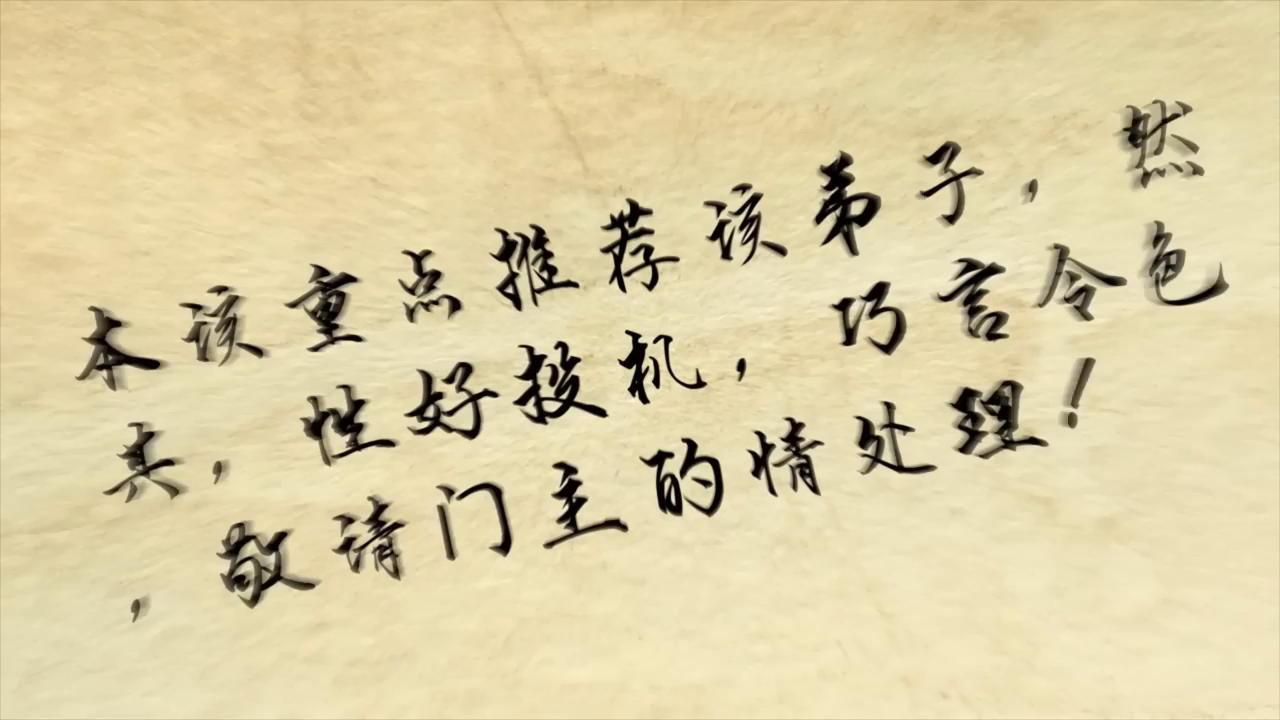 本该重点推荐该弟子，然
其，性好投机，巧言令色
，敬请门主的情处理！